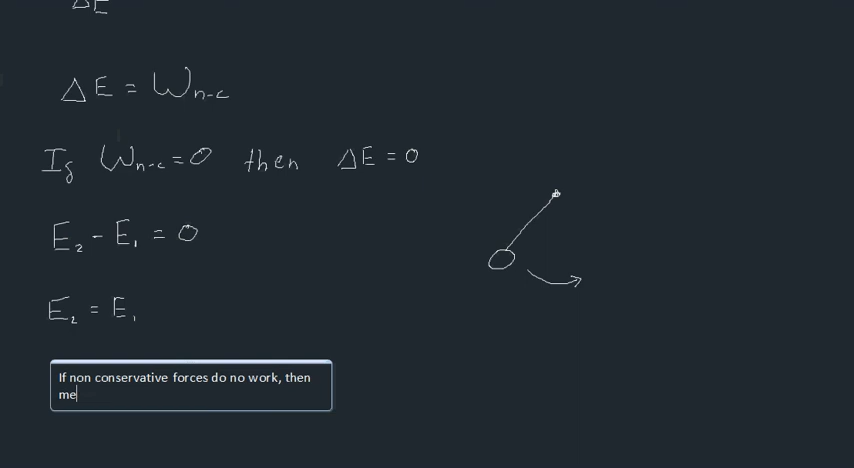 ΔE
ΔE = Wn-c
If Wn-c = 0 then ΔE = 0
E2 - E1 = 0
E2 = E1
If non conservative forces do no work, then
me